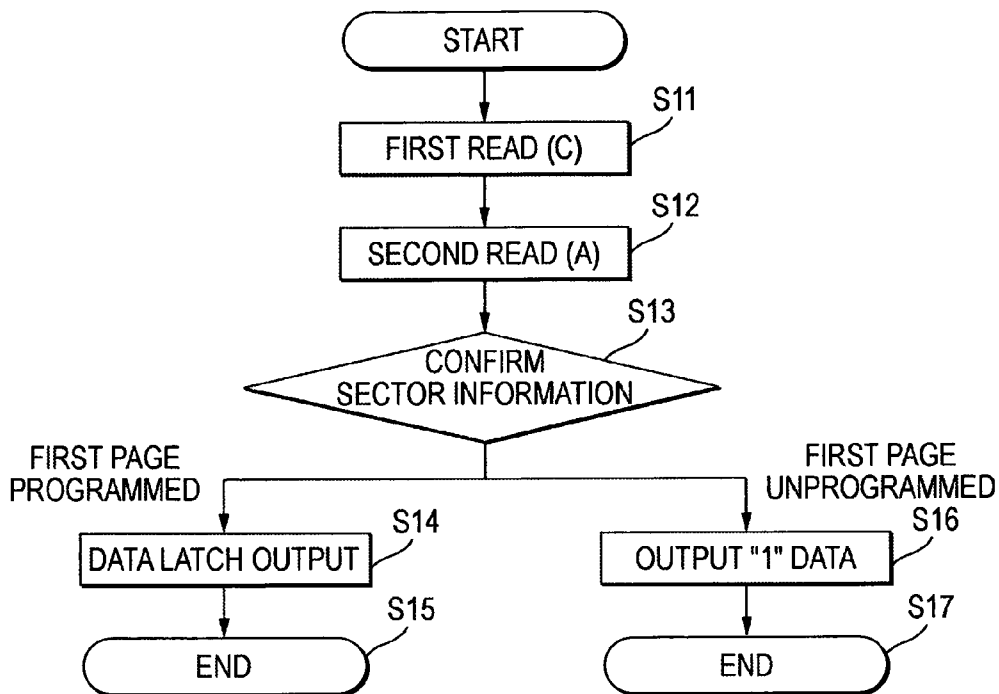 START
S11
FIRST READ (C)
S12
SECOND READ (A)
S13
CONFIRM
SECTOR INFORMATION
FIRST PAGE
PROGRAMMED
FIRST PAGE
UNPROGRAMMED
S14
DATA LATCH OUTPUT
S16
OUTPUT "1" DATA
S15
END
S17
END